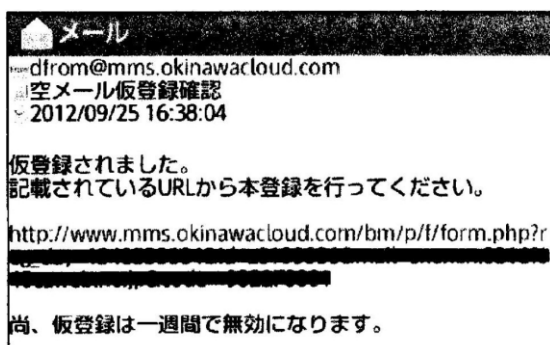 メール
dfrom@mms.okinawacloud.com
空メール仮登録確認
2012/09/25 16:38:04
仮登録されました。
記載されているURLから本登録を行ってください。
http://www.mms.okinawacloud.com/bm/p/f/form.php?r
尚、仮登録は一週間で無効になります。